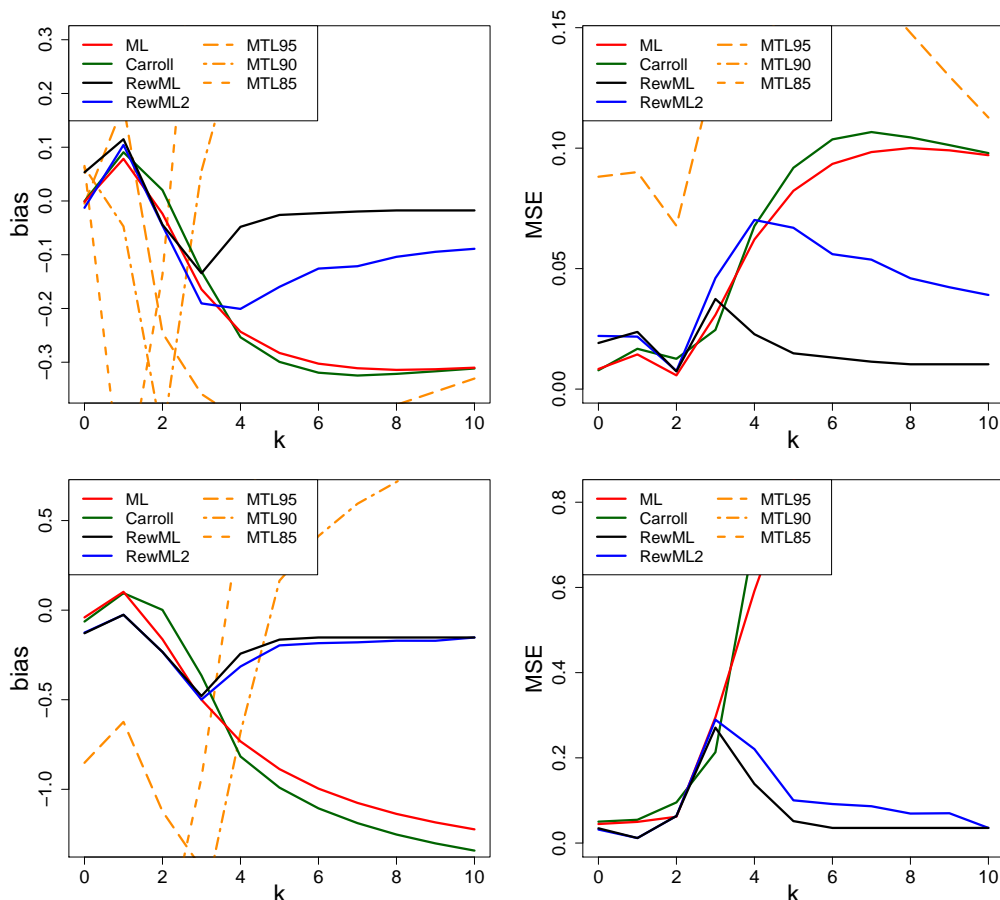 ML
Carroll
RewML
RewML2
MTL95
MTL90
MTL85
bias
0.3
0.2
0.1
0.0
−0.1
−0.2
−0.3
0 2 4 6 8 10
k
MTL95
MTL90
MTL85
ML
Carroll
RewML
RewML2
MSE
0.15
0.10
0.05
0.00
0 2 4 6 8 10
k
ML
Carroll
RewML
RewML2
MTL95
MTL90
MTL85
bias
0.5
0.0
−0.5
−1.0
0 2 4 6 8 10
k
ML
Carroll
RewML
RewML2
MTL95
MTL90
MTL85
MSE
0.8
0.6
0.4
0.2
0.0
0 2 4 6 8 10
k